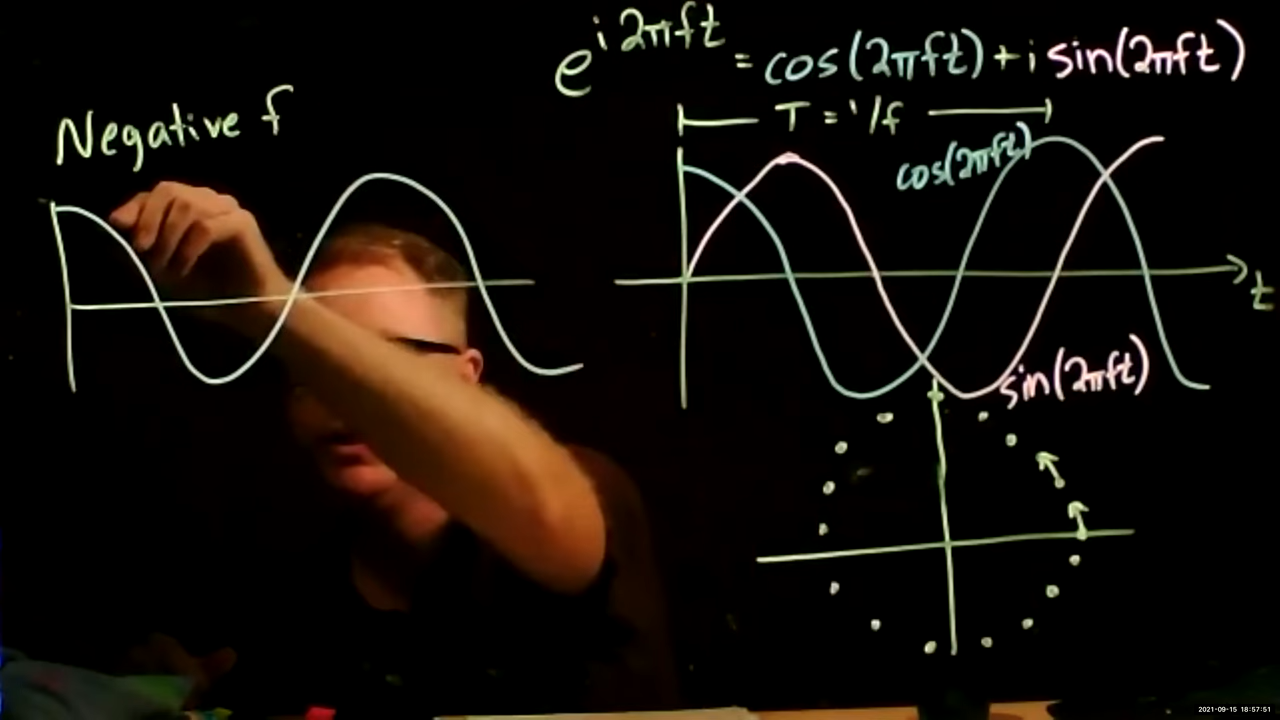 e^{i2πft} = cos(2πft) + i sin(2πft)
T = 1/f
Negative f
cos(2πft)
t
sin(2πft)
2021-09-15 18:57:51